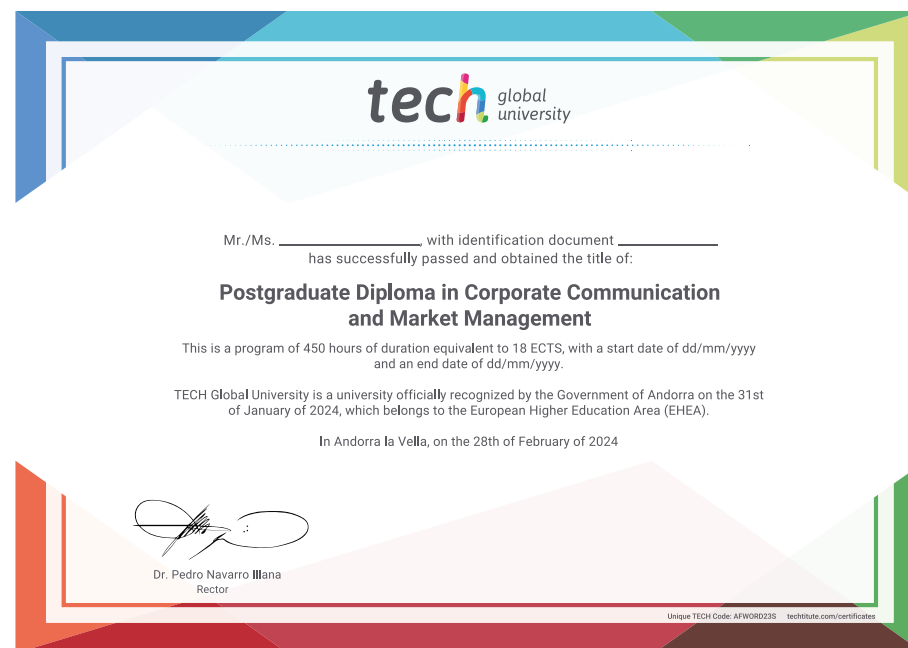 tech global university
Mr./Ms. ____________, with identification document ____________
has successfully passed and obtained the title of:
Postgraduate Diploma in Corporate Communication
and Market Management
This is a program of 450 hours of duration equivalent to 18 ECTS, with a start date of dd/mm/yyyy
and an end date of dd/mm/yyyy.
TECH Global University is a university officially recognized by the Government of Andorra on the 31st
of January of 2024, which belongs to the European Higher Education Area (EHEA).
In Andorra la Vella, on the 28th of February of 2024
Dr. Pedro Navarro Illana
Rector
Unique TECH Code: AFWORD23S techtitute.com/certificates